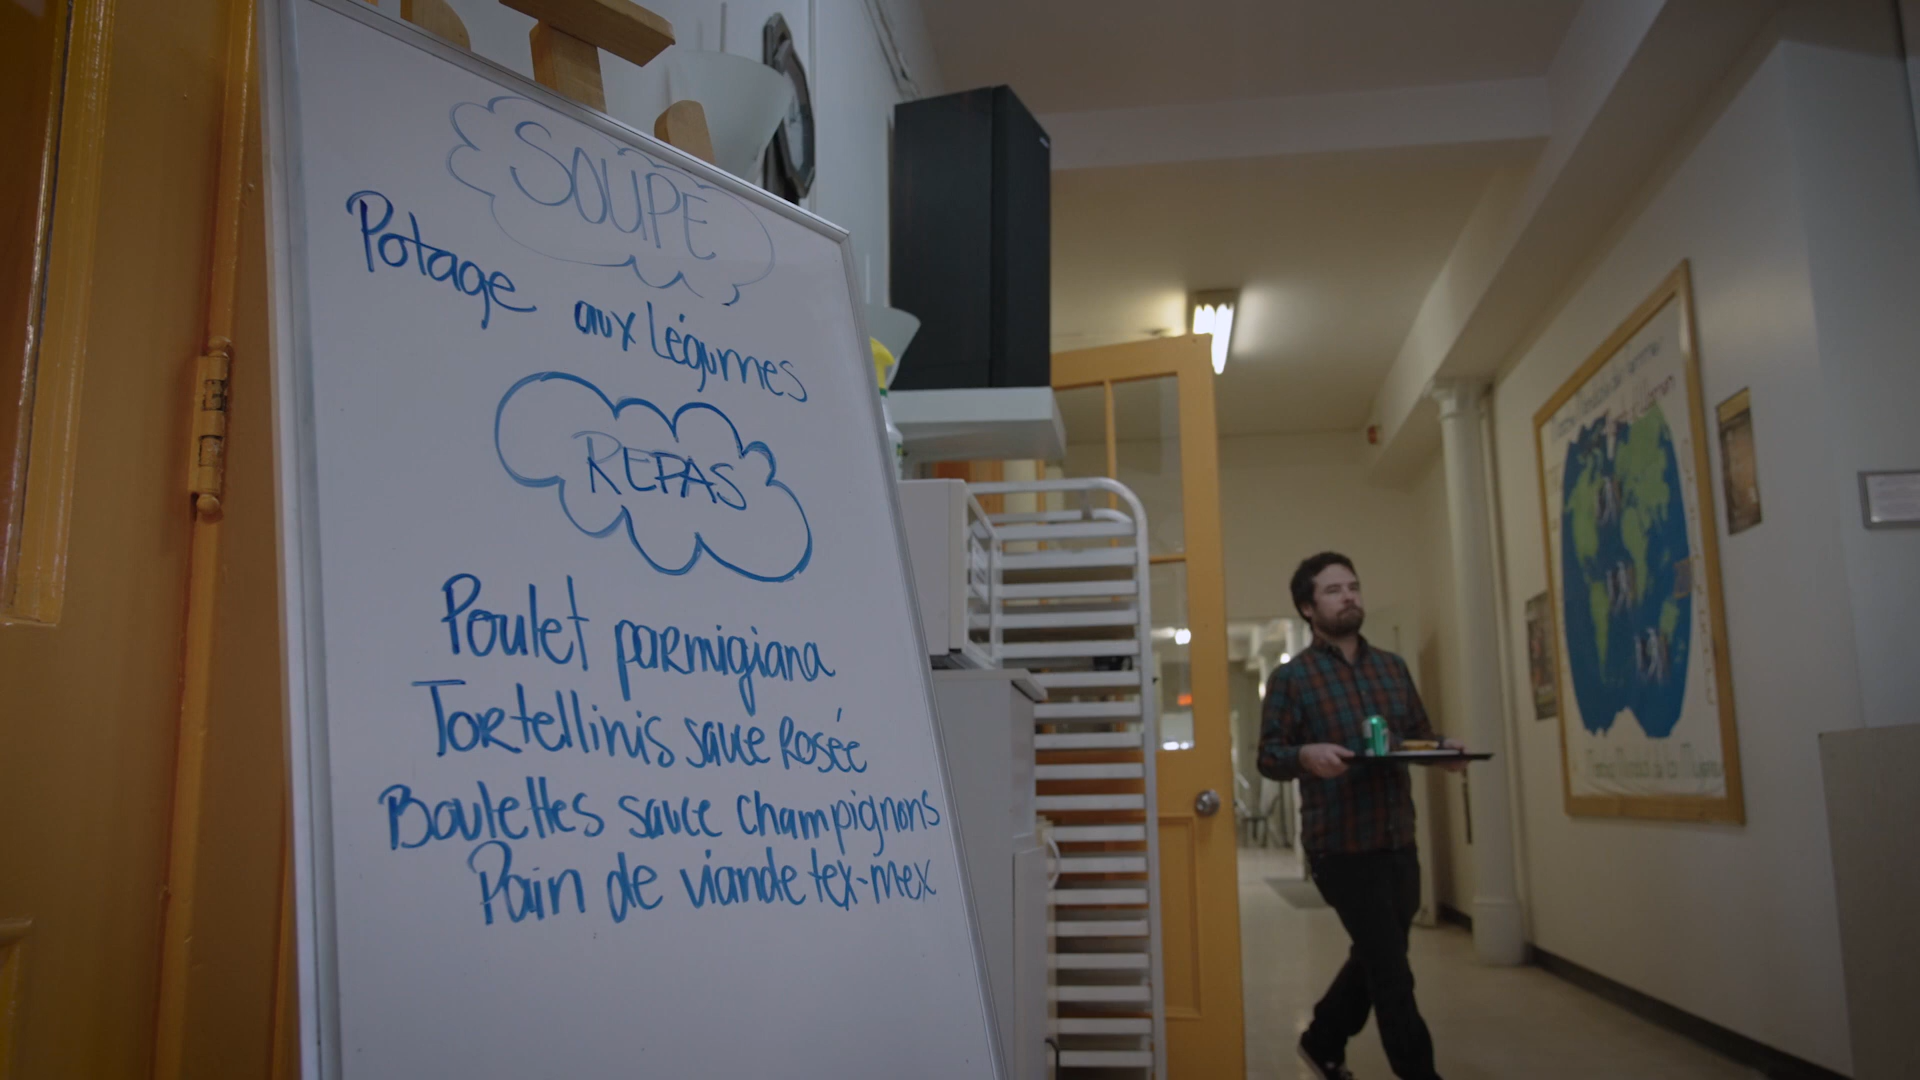 SOUPE
Potage aux Légumes
REPAS
Poulet parmigiana
Tortellinis sauce Rosée
Boulettes sauce champignons
Pain de viande tex-mex